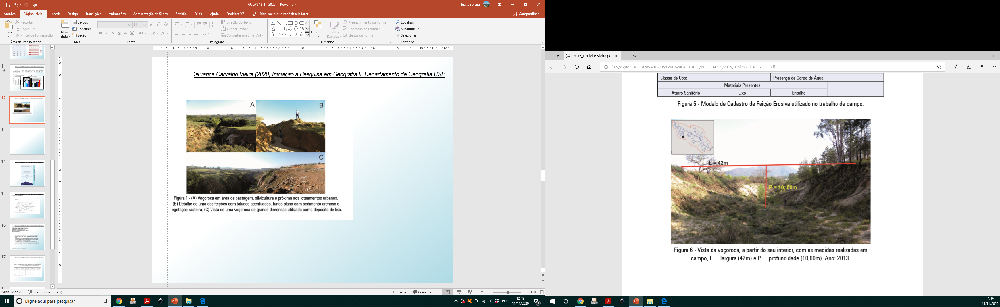 AULAS 13_11_2020 - PowerPoint
bianca vieira
Arquivo Página Inicial Inserir Design Transições Animações Apresentação de Slides Revisão Exibir Ajuda EndNote X7 Diga-me o que você deseja fazer Compartilhar
Colar
Recortar
Copiar
Pincel de Formatação
Área de Transferência
Novo Slide
Layout
Redefinir
Seção
Slides
18
N I S S abc AV Aa A
Fonte
Direção do Texto
Alinhar Texto
Converter em SmartArt
Parágrafo
Organizar
Estilos Rápidos
Preenchimento da Forma
Contorno da Forma
Efeitos de Forma
Desenho
Localizar
Substituir
Selecionar
Editando
11
12
13
14
15
16
17
18
©Bianca Carvalho Vieira (2020) Iniciação a Pesquisa em Geografia II. Departamento de Geografia USP
A
B
C
Figura 1 - (A) Voçoroca em área de pastagem, silvicultura e próxima aos loteamentos urbanos.
(B) Detalhe de uma das feições com taludes acentuados, fundo plano com sedimento arenoso e
egetação rasteira. (C) Vista de uma voçoroca de grande dimensão utilizada como depósito de lixo.
Slide 12 de 20 Português (Brasil) Anotações Comentários 111%
Digite aqui para pesquisar
EN
POR
12:49
11/11/2020
1
2015_Daniel e Vieira.pd
file:///G:/Meu%20Drive/ARTIGOS%20E%20CAPITULOS/PUBLICADOS/2015_Daniel%20e%20Vieira.pdf
Classe de Uso: Presença de Corpo de Água:
Materiais Presentes
Aterro Sanitário Lixo Entulho
Figura 5 - Modelo de Cadastro de Feição Erosiva utilizado no trabalho de campo.
L = 42m
P = 10, 60m
Figura 6 - Vista da voçoroca, a partir do seu interior, com as medidas realizadas em
campo, L = largura (42m) e P = profundidade (10,60m). Ano: 2013.
EN
12:49
11/11/2020